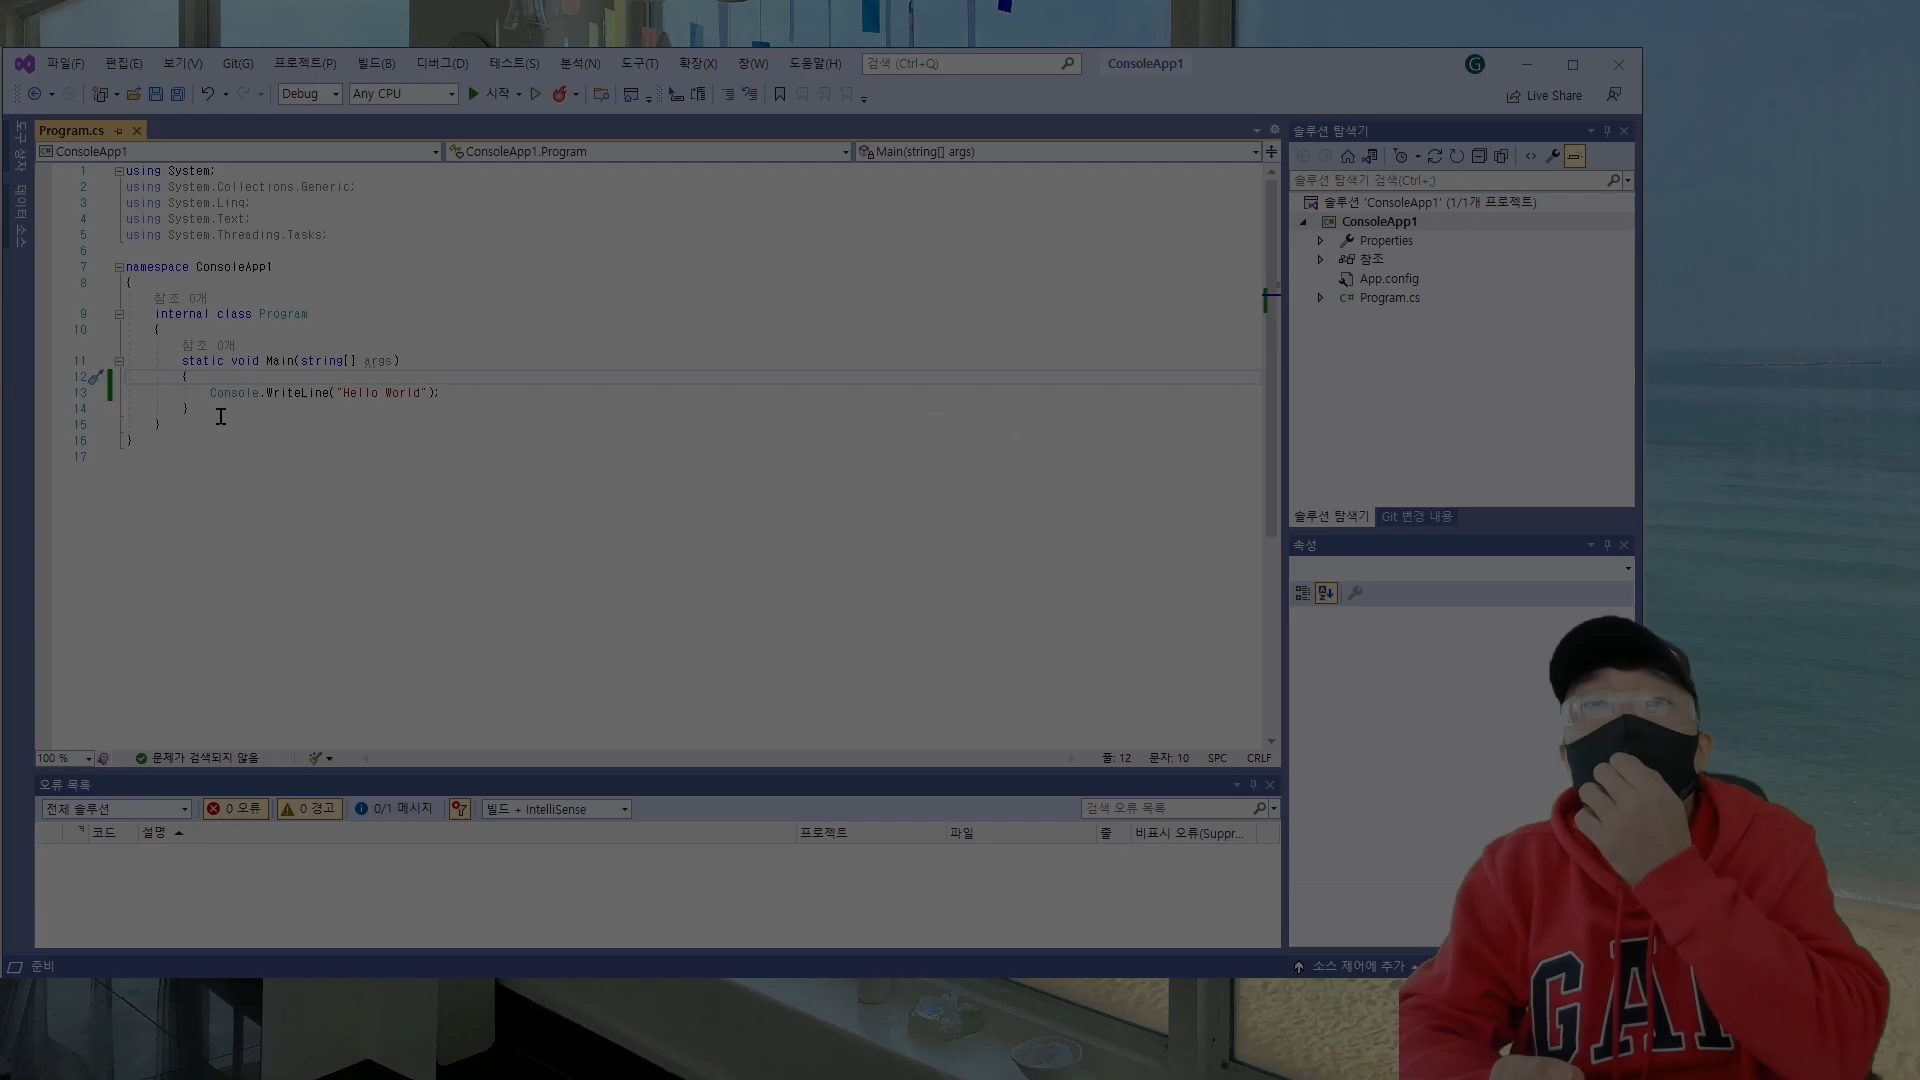 파일(F) 편집(E) 보기(V) Git(G) 프로젝트(P) 빌드(B) 디버그(D) 테스트(S) 분석(N) 도구(T) 확장(X) 창(W) 도움말(H) 검색 (Ctrl+Q) ConsoleApp1 G
Debug Any CPU 시작 Live Share
도구 상자
데이터 소스
Program.cs
ConsoleApp1 ConsoleApp1.Program Main(string[] args)
1 using System;
2 using System.Collections.Generic;
3 using System.Linq;
4 using System.Text;
5 using System.Threading.Tasks;
6
7 namespace ConsoleApp1
8 {
참조 0개
9 internal class Program
10 {
참조 0개
11 static void Main(string[] args)
12 {
13 Console.WriteLine("Hello World");
14 }
15 }
16 }
17
100 % 문제가 검색되지 않음 줄: 12 문자: 10 SPC CRLF
오류 목록
전체 솔루션 0 오류 0 경고 0/1 메시지 빌드 + IntelliSense 검색 오류 목록
코드 설명 프로젝트 파일 줄 비표시 오류(Suppr...
솔루션 탐색기
솔루션 탐색기 검색(Ctrl+;)
솔루션 'ConsoleApp1' (1/1개 프로젝트)
ConsoleApp1
Properties
참조
App.config
C# Program.cs
솔루션 탐색기 Git 변경 내용
속성
준비 소스 제어에 추가
GAP